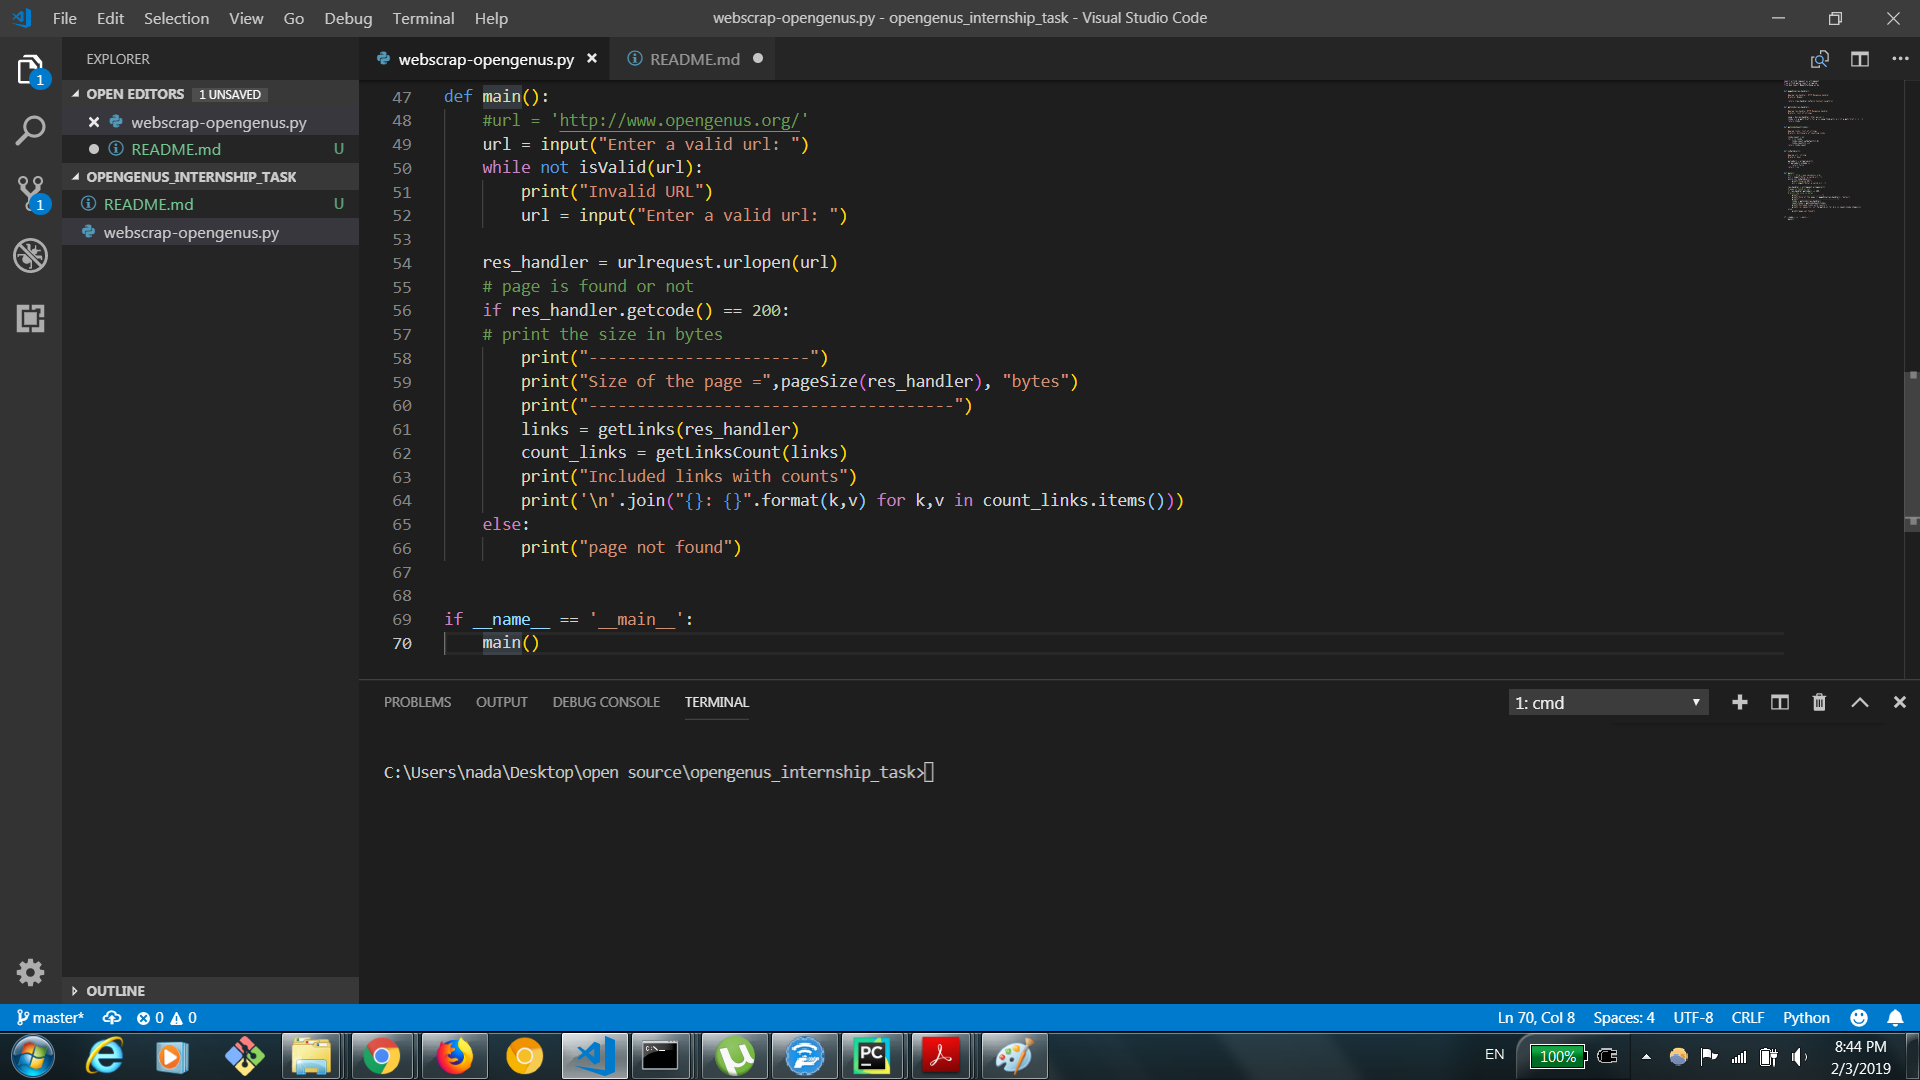 File Edit Selection View Go Debug Terminal Help
webscrap-opengenus.py - opengenus_internship_task - Visual Studio Code
EXPLORER
OPEN EDITORS 1 UNSAVED
webscrap-opengenus.py
README.md U
OPENGENUS_INTERNSHIP_TASK
README.md U
webscrap-opengenus.py
OUTLINE
1
1
webscrap-opengenus.py README.md
47 def main():
48 #url = 'http://www.opengenus.org/'
49 url = input("Enter a valid url: ")
50 while not isValid(url):
51 print("Invalid URL")
52 url = input("Enter a valid url: ")
53
54 res_handler = urlrequest.urlopen(url)
55 # page is found or not
56 if res_handler.getcode() == 200:
57 # print the size in bytes
58 print("-----------------------")
59 print("Size of the page =",pageSize(res_handler), "bytes")
60 print("--------------------------------------")
61 links = getLinks(res_handler)
62 count_links = getLinksCount(links)
63 print("Included links with counts")
64 print('\n'.join("{}: {}".format(k,v) for k,v in count_links.items()))
65 else:
66 print("page not found")
67
68
69 if __name__ == '__main__':
70 main()
PROBLEMS OUTPUT DEBUG CONSOLE TERMINAL
1: cmd
C:\Users\nada\Desktop\open source\opengenus_internship_task>
master* 0 0
Ln 70, Col 8 Spaces: 4 UTF-8 CRLF Python
PC
EN
100%
8:44 PM
2/3/2019